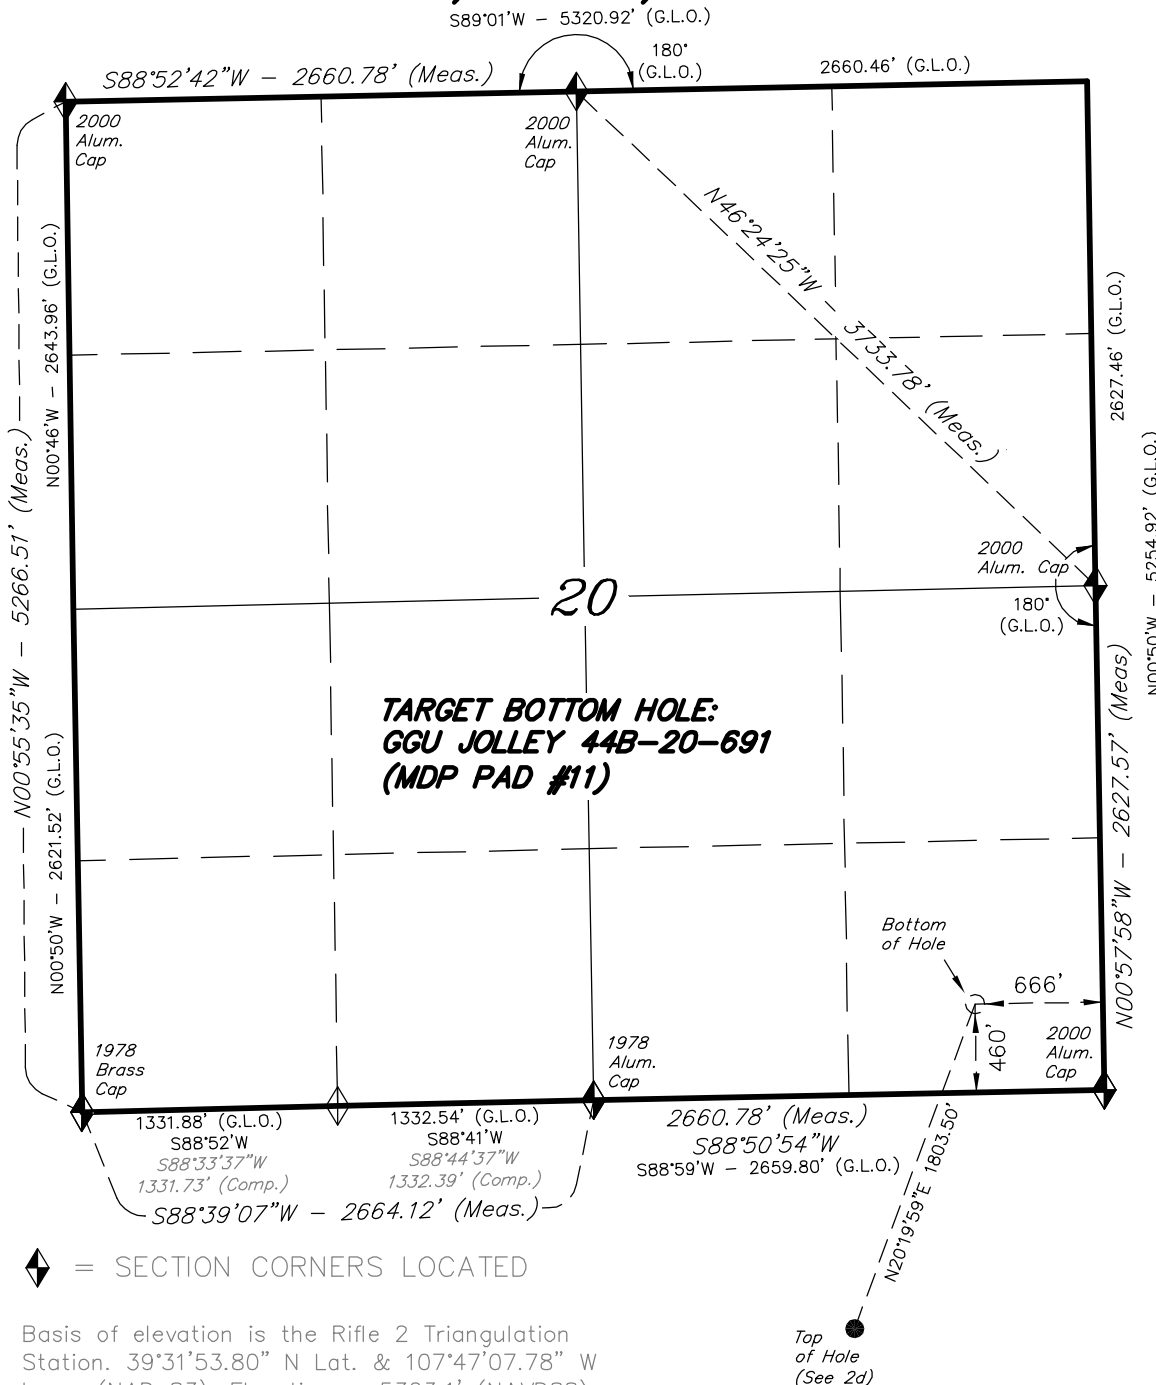 S89°01'W – 5320.92' (G.L.O.)
S88°52'42"W – 2660.78' (Meas.)
180°
(G.L.O.)
2660.46' (G.L.O.)
2000
Alum.
Cap
2000
Alum.
Cap
N46°24'25"W – 3733.78' (Meas.)
N00°46'W – 2643.96' (G.L.O.)
2627.46' (G.L.O.)
N0°55'35"W – 5266.51' (Meas.)
N00°50'W – 5254.92' (G.L.O.)
2000
Alum. Cap
180°
(G.L.O.)
20
TARGET BOTTOM HOLE:
GGU JOLLEY 44B–20–691
(MDP PAD #11)
N00°50'W – 2621.52' (G.L.O.)
N00°57'58"W – 2627.57' (Meas)
Bottom
of Hole
666'
460'
1978
Brass
Cap
1978
Alum.
Cap
2000
Alum.
Cap
1331.88' (G.L.O.)
S88°52'W
S88°33'37"W
1331.73' (Comp.)
1332.54' (G.L.O.)
S88°41'W
S88°44'37"W
1332.39' (Comp.)
2660.78' (Meas.)
S88°50'54"W
S88°59'W – 2659.80' (G.L.O.)
S88°39'07"W – 2664.12' (Meas.)
N20°19'59"E 1803.50'
= SECTION CORNERS LOCATED
Top
of Hole
(See 2d)
Basis of elevation is the Rifle 2 Triangulation
Station. 39°31'53.80" N Lat. & 107°47'07.78" W